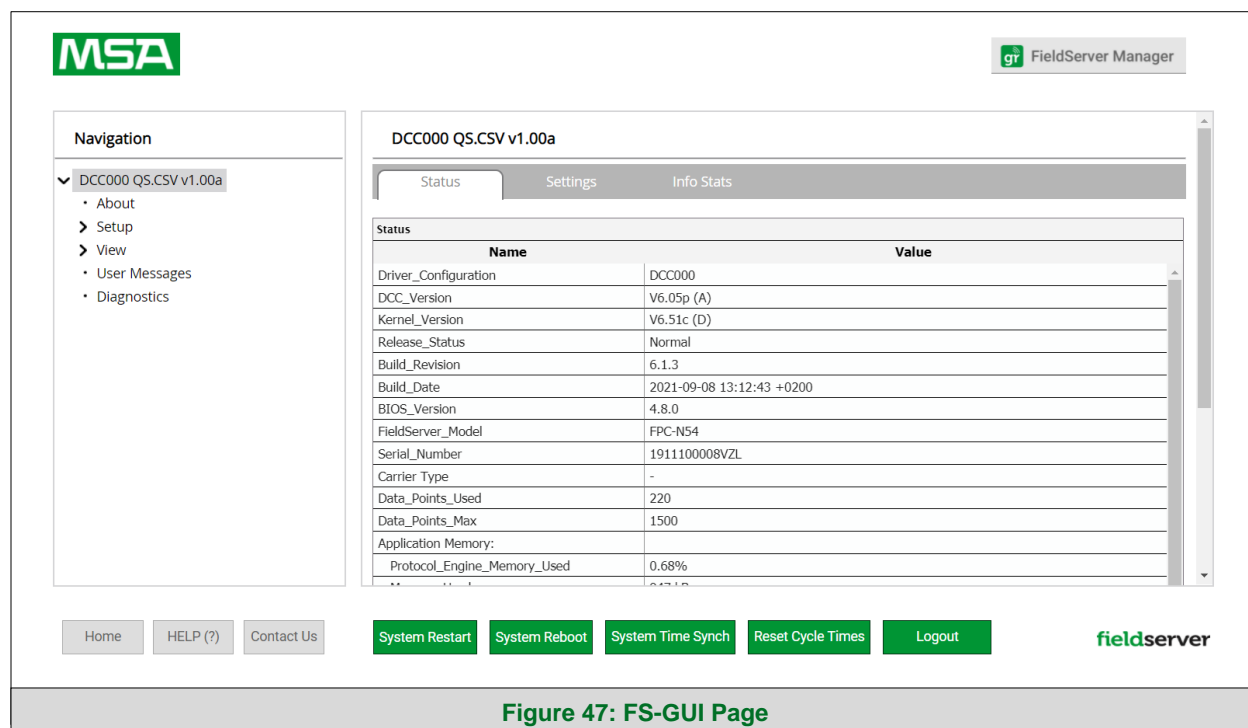 MSA
gr FieldServer Manager
Navigation
DCC000 QS.CSV v1.00a
About
Setup
View
User Messages
Diagnostics
DCC000 QS.CSV v1.00a
Status Settings Info Stats
Status
Name Value
Driver_Configuration DCC000
DCC_Version V6.05p (A)
Kernel_Version V6.51c (D)
Release_Status Normal
Build_Revision 6.1.3
Build_Date 2021-09-08 13:12:43 +0200
BIOS_Version 4.8.0
FieldServer_Model FPC-N54
Serial_Number 1911100008VZL
Carrier Type -
Data_Points_Used 220
Data_Points_Max 1500
Application Memory:
Protocol_Engine_Memory_Used 0.68%
Home HELP (?) Contact Us System Restart System Reboot System Time Synch Reset Cycle Times Logout fieldserver
Figure 47: FS-GUI Page